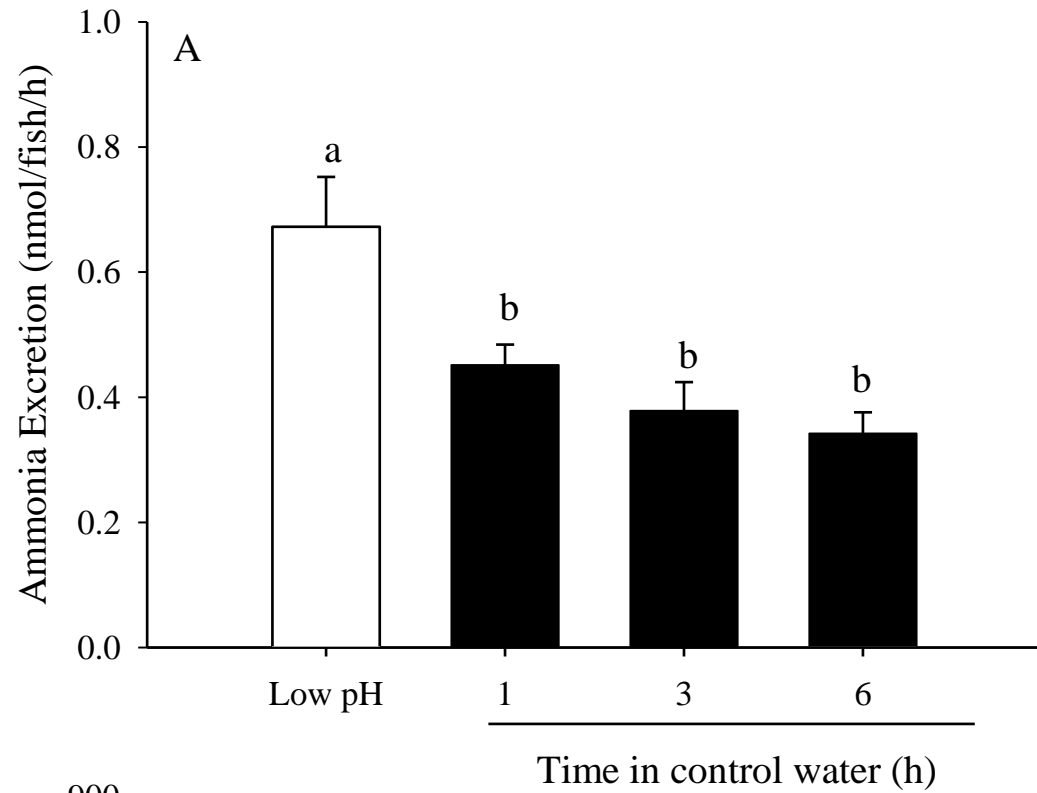 1.0
A
0.8
a
0.6
b
b
b
0.4
0.2
0.0
Ammonia Excretion (nmol/fish/h)
Low pH 1 3 6
Time in control water (h)